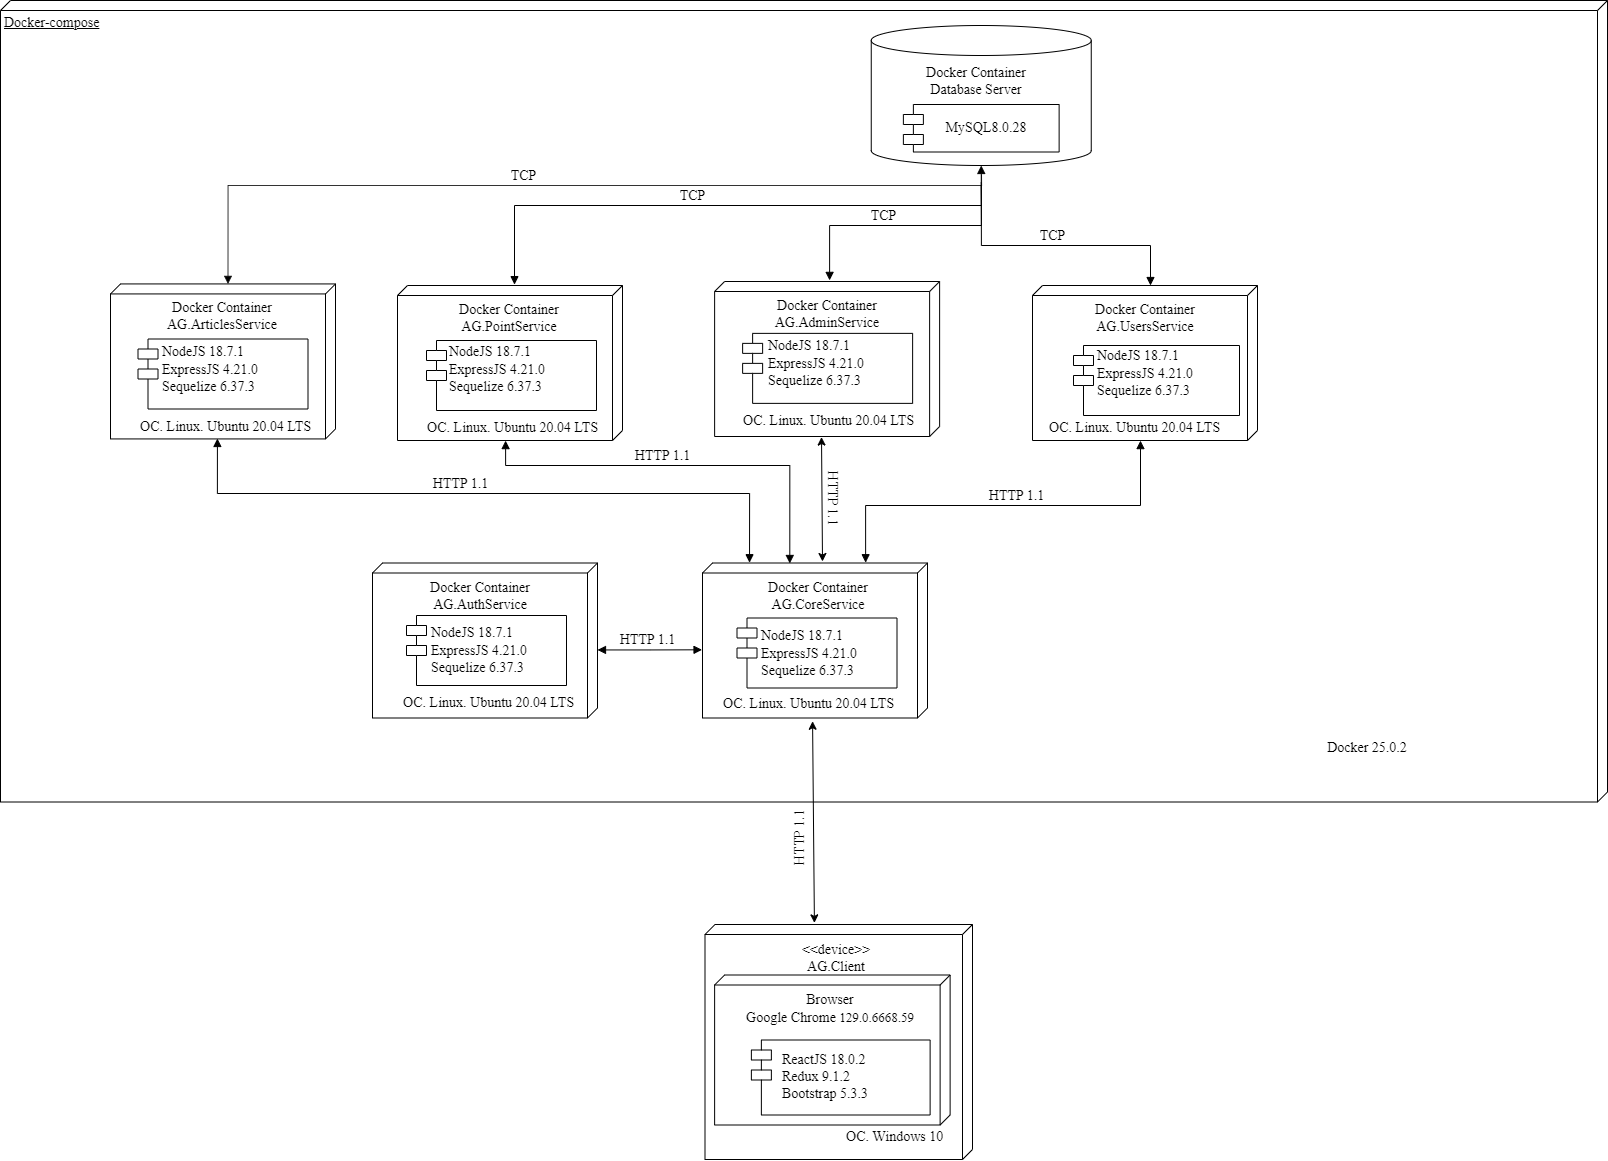 Docker-compose
Docker Container
Database Server
MySQL8.0.28
TCP
TCP
TCP
TCP
Docker Container
AG.ArticlesService
NodeJS 18.7.1
ExpressJS 4.21.0
Sequelize 6.37.3
OC. Linux. Ubuntu 20.04 LTS
Docker Container
AG.PointService
NodeJS 18.7.1
ExpressJS 4.21.0
Sequelize 6.37.3
OC. Linux. Ubuntu 20.04 LTS
Docker Container
AG.AdminService
NodeJS 18.7.1
ExpressJS 4.21.0
Sequelize 6.37.3
OC. Linux. Ubuntu 20.04 LTS
Docker Container
AG.UsersService
NodeJS 18.7.1
ExpressJS 4.21.0
Sequelize 6.37.3
OC. Linux. Ubuntu 20.04 LTS
HTTP 1.1
HTTP 1.1
HTTP 1.1
HTTP 1.1
Docker Container
AG.AuthService
NodeJS 18.7.1
ExpressJS 4.21.0
Sequelize 6.37.3
OC. Linux. Ubuntu 20.04 LTS
HTTP 1.1
Docker Container
AG.CoreService
NodeJS 18.7.1
ExpressJS 4.21.0
Sequelize 6.37.3
OC. Linux. Ubuntu 20.04 LTS
Docker 25.0.2
HTTP 1.1
<<device>>
AG.Client
Browser
Google Chrome 129.0.6668.59
ReactJS 18.0.2
Redux 9.1.2
Bootstrap 5.3.3
OC. Windows 10